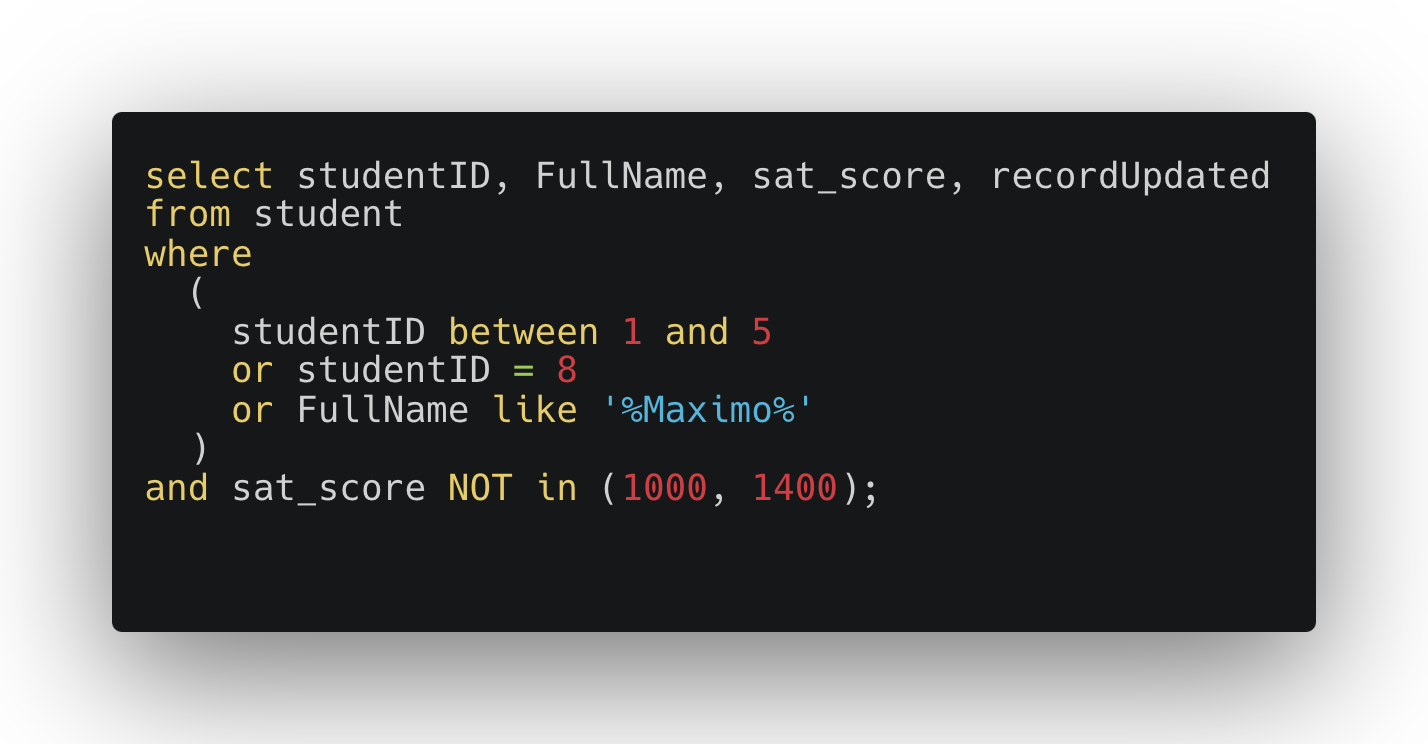 select studentID, FullName, sat_score, recordUpdated
from student
where
  (
    studentID between 1 and 5
    or studentID = 8
    or FullName like '%Maximo%'
  )
and sat_score NOT in (1000, 1400);